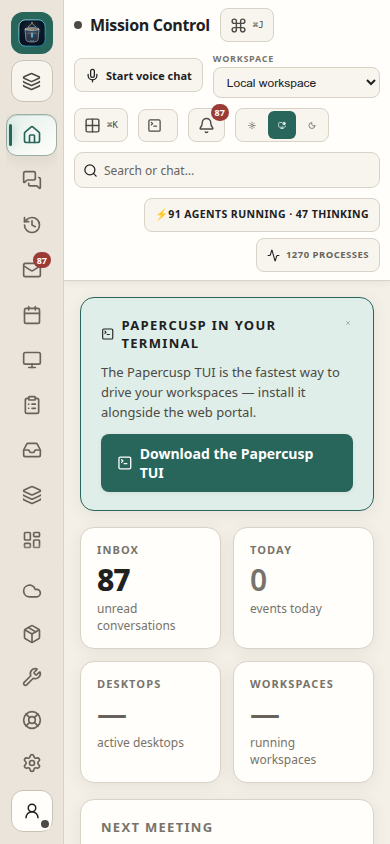 Mission Control
⌘J
Start voice chat
WORKSPACE
Local workspace
⌘K
87
Search or chat...
⚡91 AGENTS RUNNING · 47 THINKING
1270 PROCESSES
87
PAPERCUSP IN YOUR
TERMINAL
×
The Papercusp TUI is the fastest way to
drive your workspaces — install it
alongside the web portal.
Download the Papercusp
TUI
INBOX
87
unread
conversations
TODAY
0
events today
DESKTOPS
—
active desktops
WORKSPACES
—
running
workspaces
NEXT MEETING